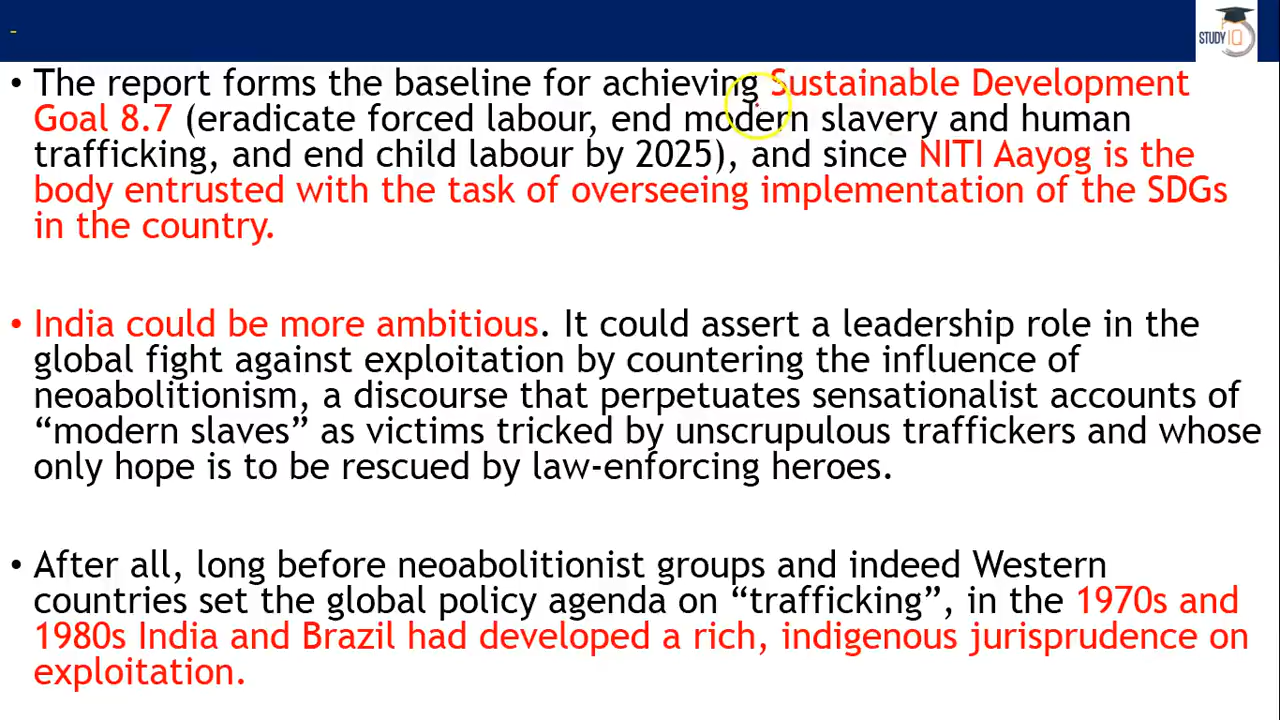 -
STUDY IQ
• The report forms the baseline for achieving Sustainable Development
Goal 8.7 (eradicate forced labour, end modern slavery and human
trafficking, and end child labour by 2025), and since NITI Aayog is the
body entrusted with the task of overseeing implementation of the SDGs
in the country.
• India could be more ambitious. It could assert a leadership role in the
global fight against exploitation by countering the influence of
neoabolitionism, a discourse that perpetuates sensationalist accounts of
“modern slaves” as victims tricked by unscrupulous traffickers and whose
only hope is to be rescued by law-enforcing heroes.
• After all, long before neoabolitionist groups and indeed Western
countries set the global policy agenda on “trafficking”, in the 1970s and
1980s India and Brazil had developed a rich, indigenous jurisprudence on
exploitation.